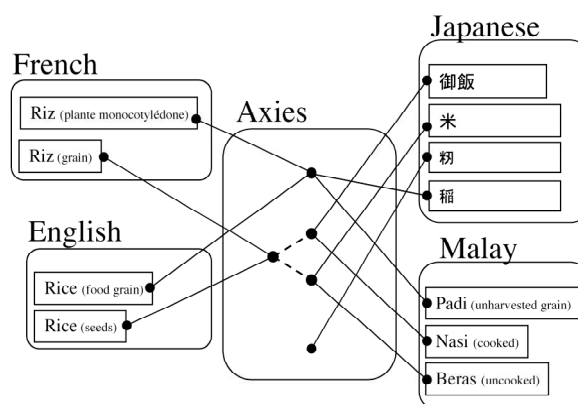 French
Riz (plante monocotylédone)
Riz (grain)
English
Rice (food grain)
Rice (seeds)
Axies
Japanese
御飯
米
籾
稲
Malay
Padi (unharvested grain)
Nasi (cooked)
Beras (uncooked)